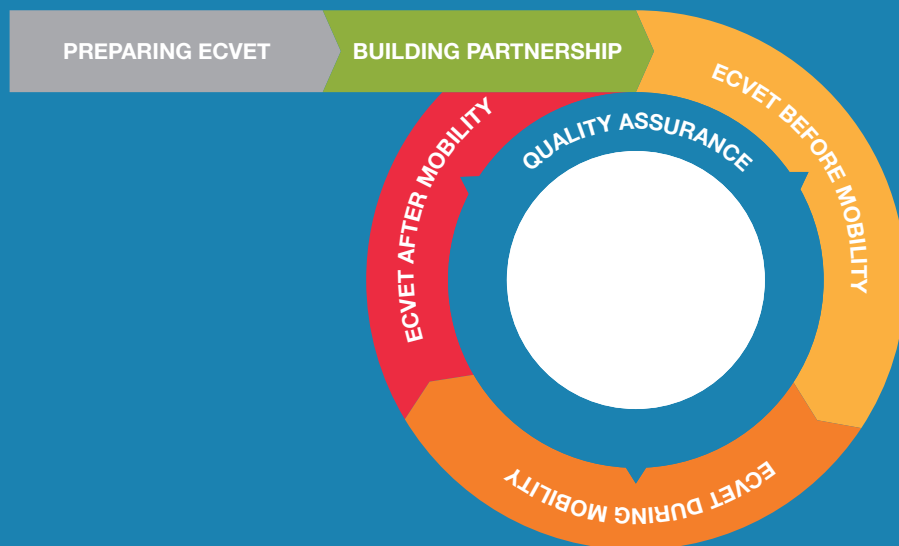 PREPARING ECVET
BUILDING PARTNERSHIP
ECVET BEFORE MOBILITY
QUALITY ASSURANCE
ECVET AFTER MOBILITY
ECVET DURING MOBILITY